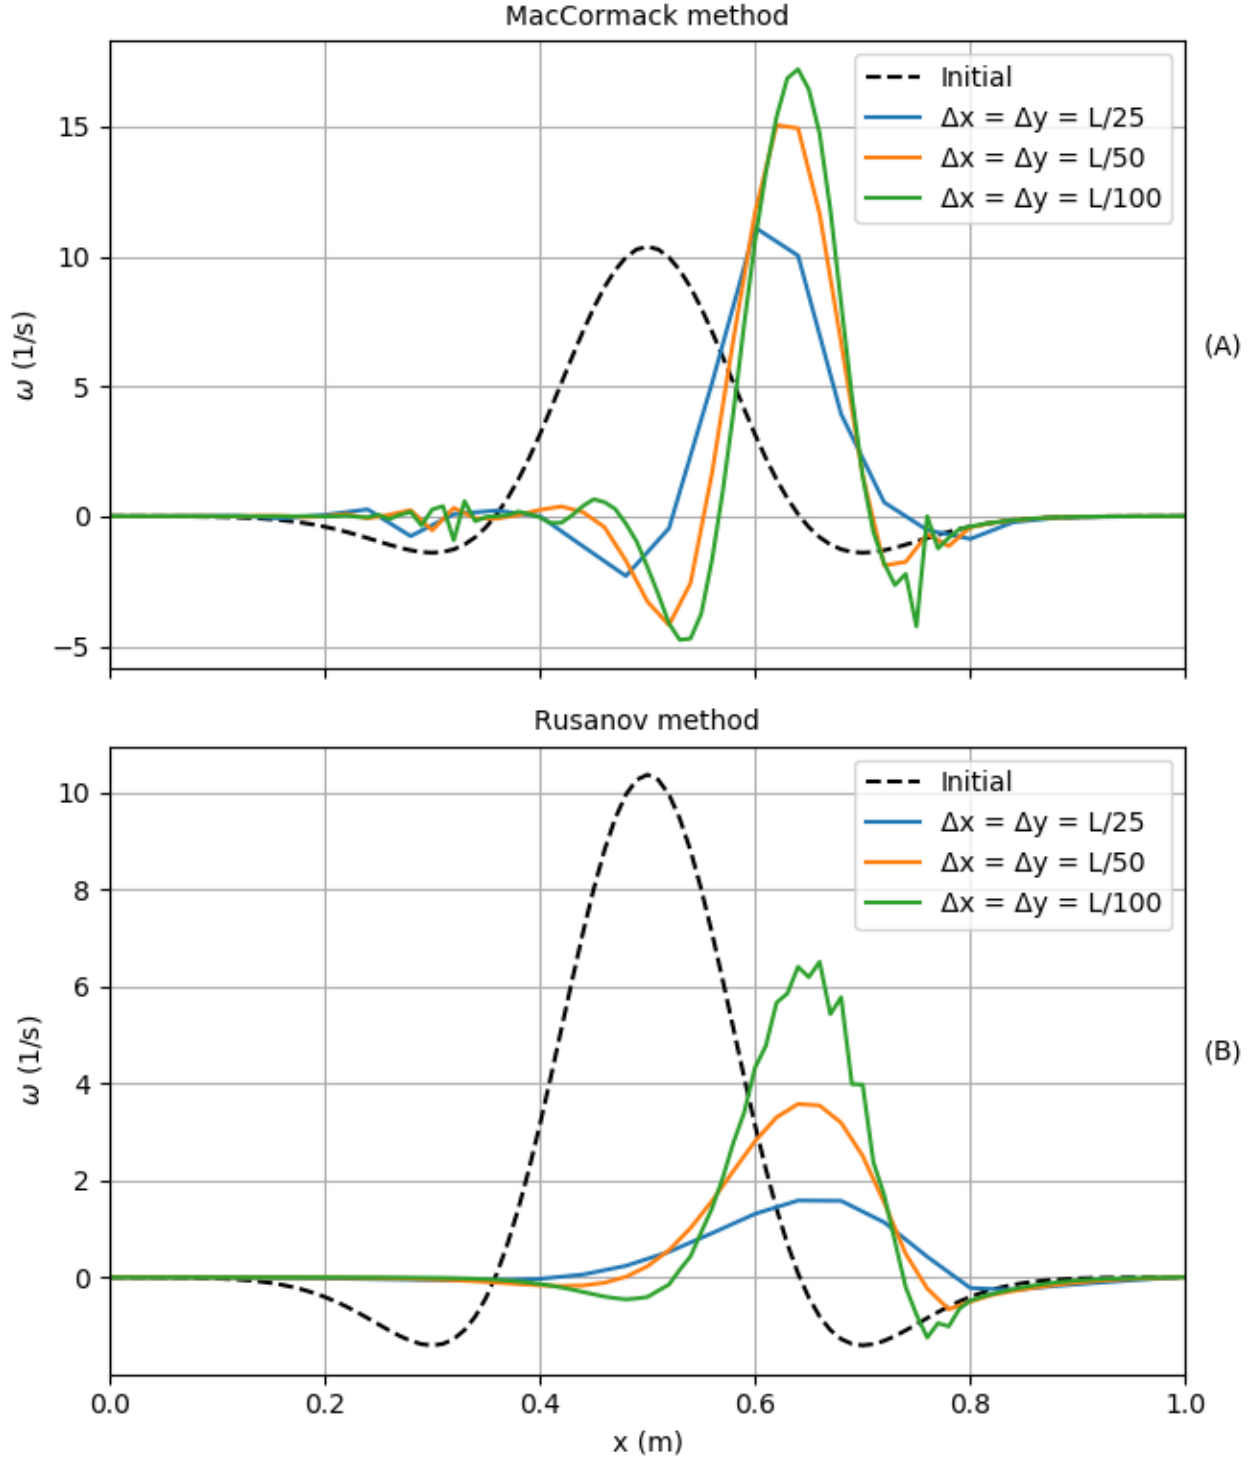 MacCormack method
Initial
Δx = Δy = L/25
Δx = Δy = L/50
Δx = Δy = L/100
15
10
5
0
−5
ω (1/s)
(A)
Rusanov method
Initial
Δx = Δy = L/25
Δx = Δy = L/50
Δx = Δy = L/100
10
8
6
4
2
0
ω (1/s)
(B)
0.0 0.2 0.4 0.6 0.8 1.0
x (m)